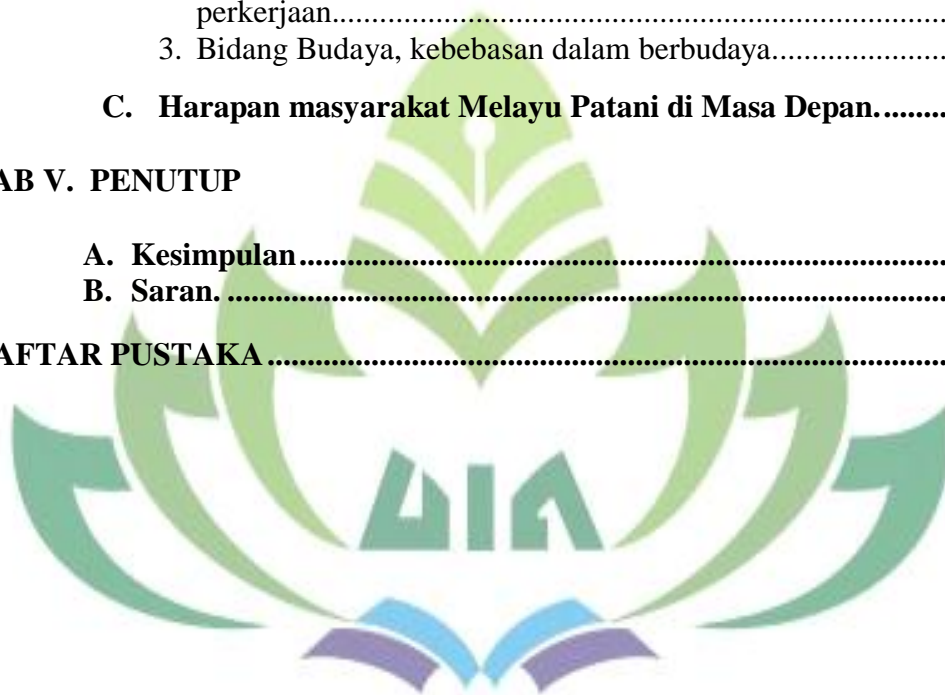 perkerjaan..........................................................................................
3. Bidang Budaya, kebebasan dalam berbudaya......................
C. Harapan masyarakat Melayu Patani di Masa Depan.........
AB V. PENUTUP
A. Kesimpulan.................................................................................
B. Saran. ...........................................................................................
AFTAR PUSTAKA.....................................................................................
UIN